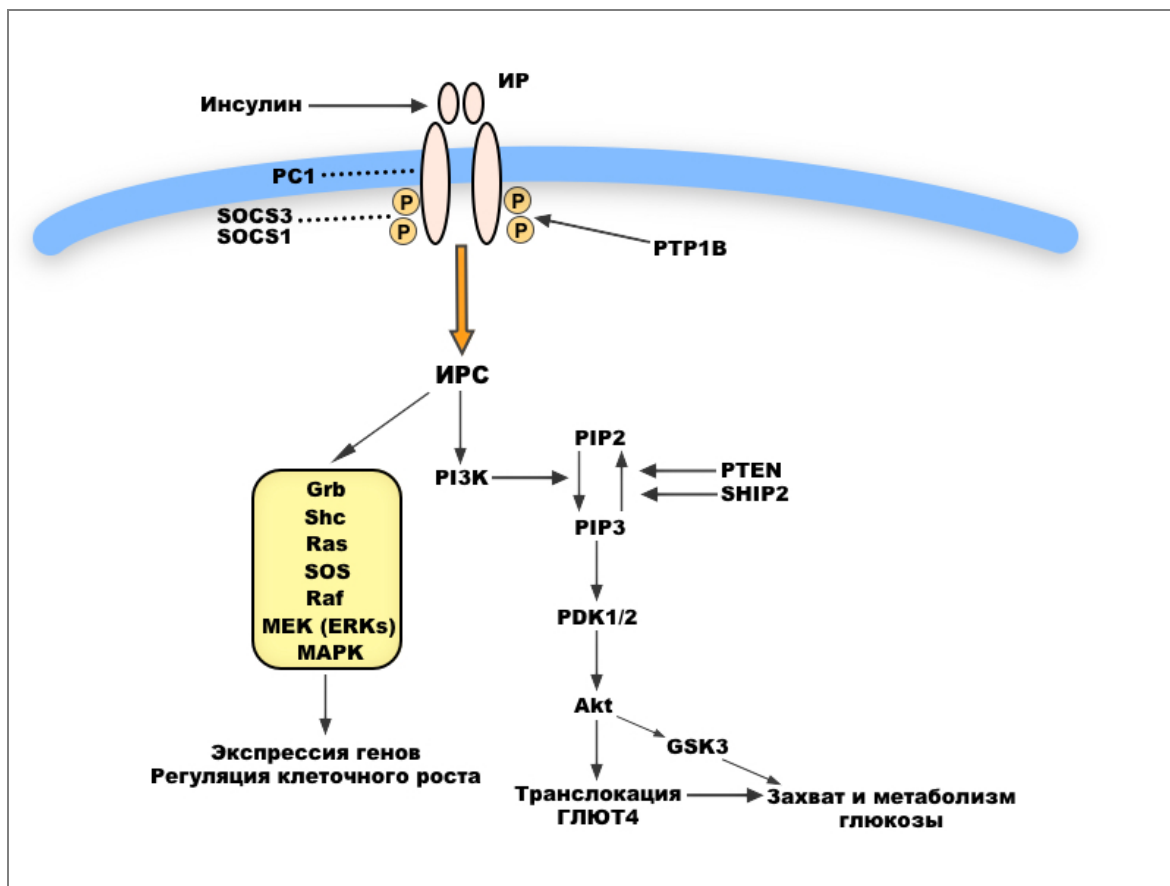 ИР
Инсулин
PC1
P
P
P
P
SOCS3
SOCS1
PTP1B
ИРС
Grb
Shc
Ras
SOS
Raf
MEK (ERKs)
MAPK
PI3K
PIP2
PTEN
SHIP2
PIP3
PDK1/2
Akt
GSK3
Экспрессия генов
Регуляция клеточного роста
Транслокация
ГЛЮТ4
Захват и метаболизм
глюкозы